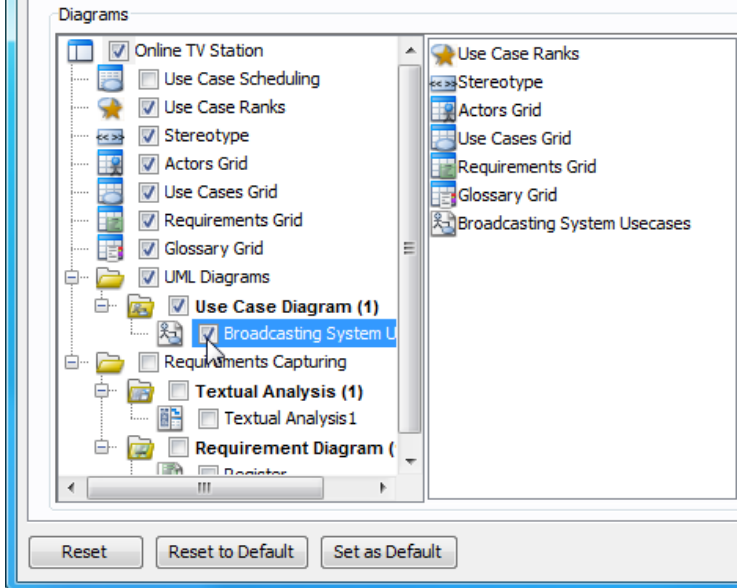 Diagrams
Online TV Station
Use Case Scheduling
Use Case Ranks
Stereotype
Actors Grid
Use Cases Grid
Requirements Grid
Glossary Grid
UML Diagrams
Use Case Diagram (1)
Broadcasting System U
Requirements Capturing
Textual Analysis (1)
Textual Analysis1
Requirement Diagram (
Register
Use Case Ranks
<< >> Stereotype
Actors Grid
Use Cases Grid
Requirements Grid
Glossary Grid
Broadcasting System Usecases
Reset
Reset to Default
Set as Default